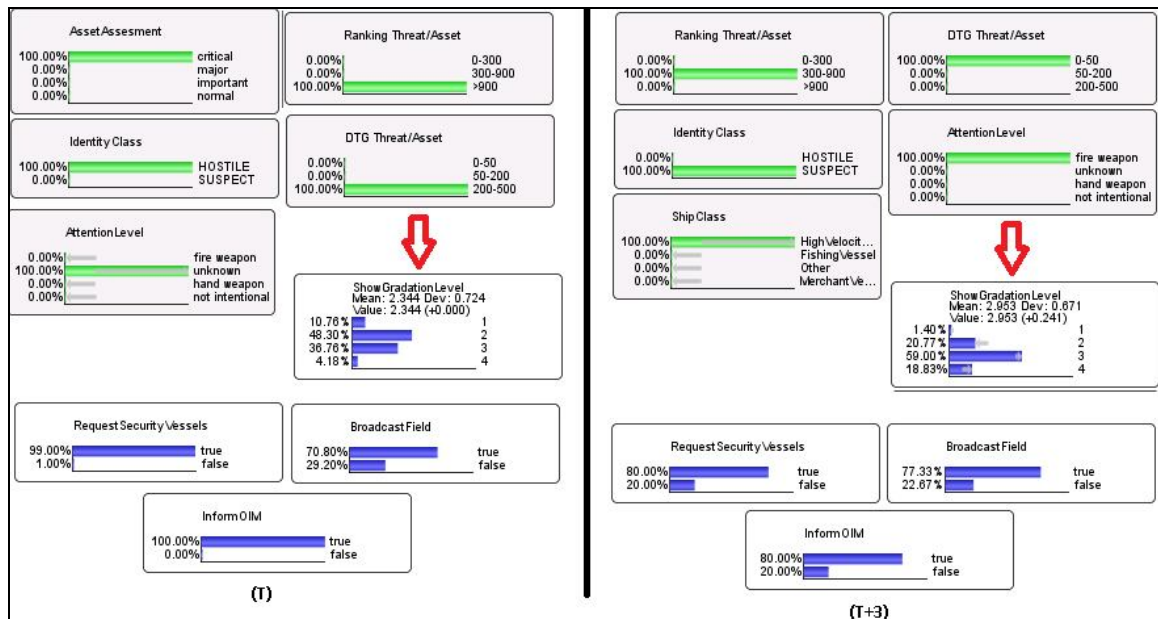 Asset Assesment
100.00% critical
0.00% major
0.00% important
0.00% normal
Ranking Threat/Asset
0.00% 0-300
0.00% 300-900
100.00% >900
Identity Class
100.00% HOSTILE
0.00% SUSPECT
DTG Threat/Asset
0.00% 0-50
0.00% 50-200
100.00% 200-500
Attention Level
0.00% fire weapon
100.00% unknown
0.00% hand weapon
0.00% not intentional
Show Gradation Level
Mean: 2.344 Dev: 0.724
Value: 2.344 (+0.000)
10.76% 1
48.30% 2
36.76% 3
4.18% 4
Request Security Vessels
99.00% true
1.00% false
Broadcast Field
70.80% true
29.20% false
Inform OIM
100.00% true
0.00% false
(T)
Ranking Threat/Asset
0.00% 0-300
100.00% 300-900
0.00% >900
DTG Threat/Asset
100.00% 0-50
0.00% 50-200
0.00% 200-500
Identity Class
0.00% HOSTILE
100.00% SUSPECT
Attention Level
100.00% fire weapon
0.00% unknown
0.00% hand weapon
0.00% not intentional
Ship Class
100.00% High Velocit...
0.00% Fishing Vessel
0.00% Other
0.00% Merchant Ve...
Show Gradation Level
Mean: 2.953 Dev: 0.671
Value: 2.953 (+0.241)
1.40% 1
20.77% 2
59.00% 3
18.83% 4
Request Security Vessels
80.00% true
20.00% false
Broadcast Field
77.33% true
22.67% false
Inform OIM
80.00% true
20.00% false
(T+3)